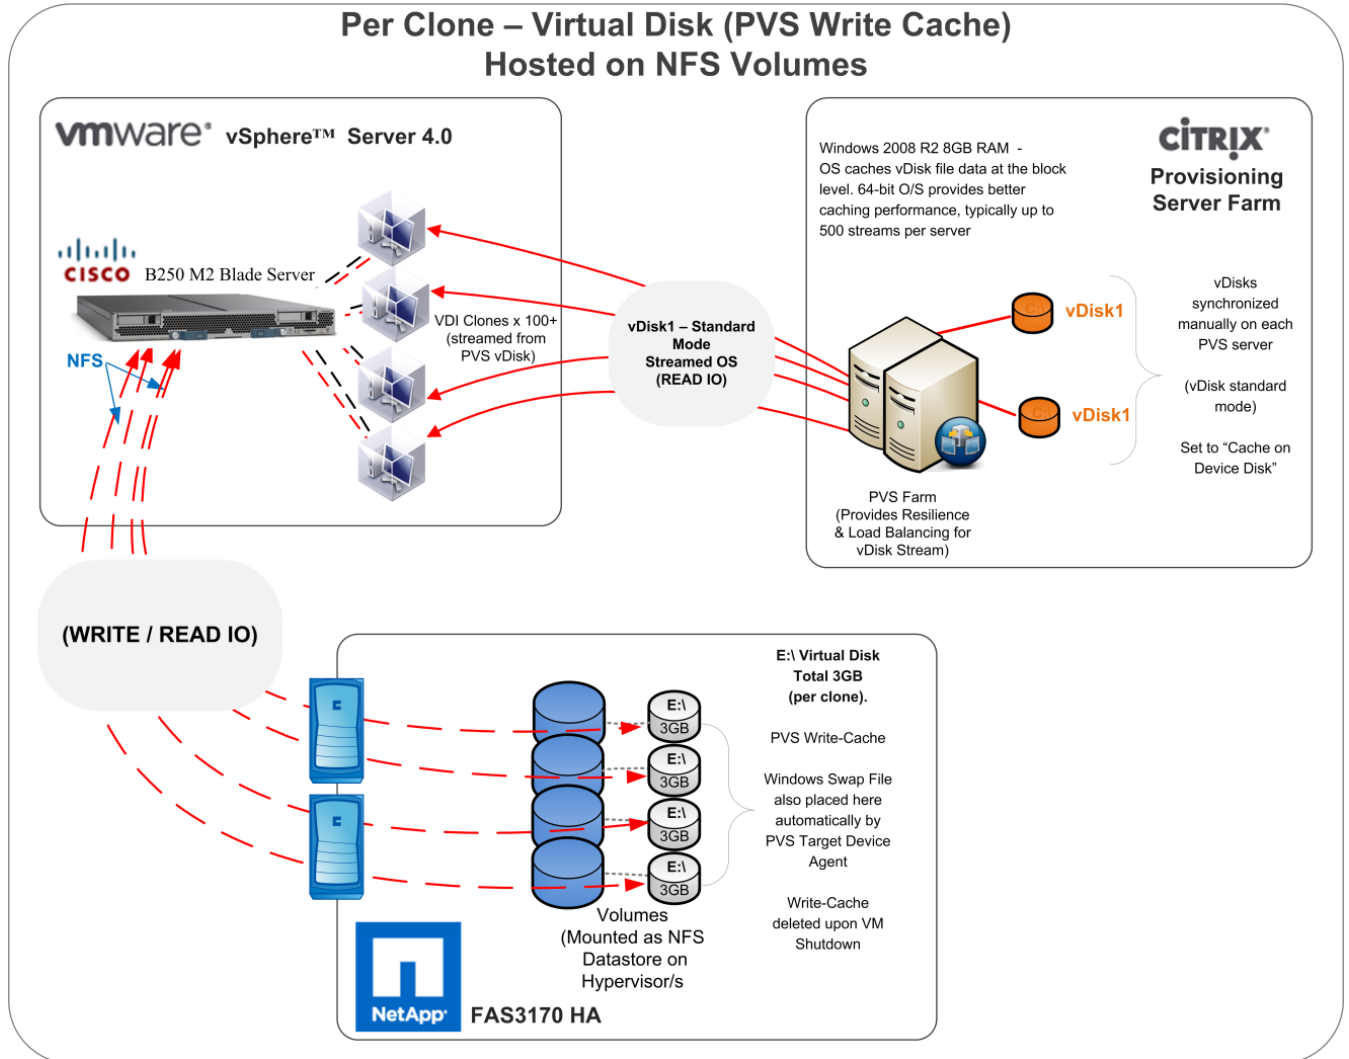 Per Clone – Virtual Disk (PVS Write Cache)
Hosted on NFS Volumes
vmware® vSphere™ Server 4.0
CISCO
B250 M2 Blade Server
NFS
VDI Clones x 100+
(streamed from
PVS vDisk)
vDisk1 – Standard
Mode
Streamed OS
(READ IO)
Windows 2008 R2 8GB RAM -
OS caches vDisk file data at the block
level. 64-bit O/S provides better
caching performance, typically up to
500 streams per server
CITRIX®
Provisioning
Server Farm
C:\
vDisk1
C:\
vDisk1
vDisks
synchronized
manually on each
PVS server
(vDisk standard
mode)
Set to “Cache on
Device Disk”
PVS Farm
(Provides Resilience
& Load Balancing for
vDisk Stream)
(WRITE / READ IO)
E:\
3GB
E:\
3GB
E:\
3GB
E:\
3GB
E:\ Virtual Disk
Total 3GB
(per clone).
PVS Write-Cache
Windows Swap File
also placed here
automatically by
PVS Target Device
Agent
Write-Cache
deleted upon VM
Shutdown
Volumes
(Mounted as NFS
Datastore on
Hypervisor/s
NetApp®
FAS3170 HA